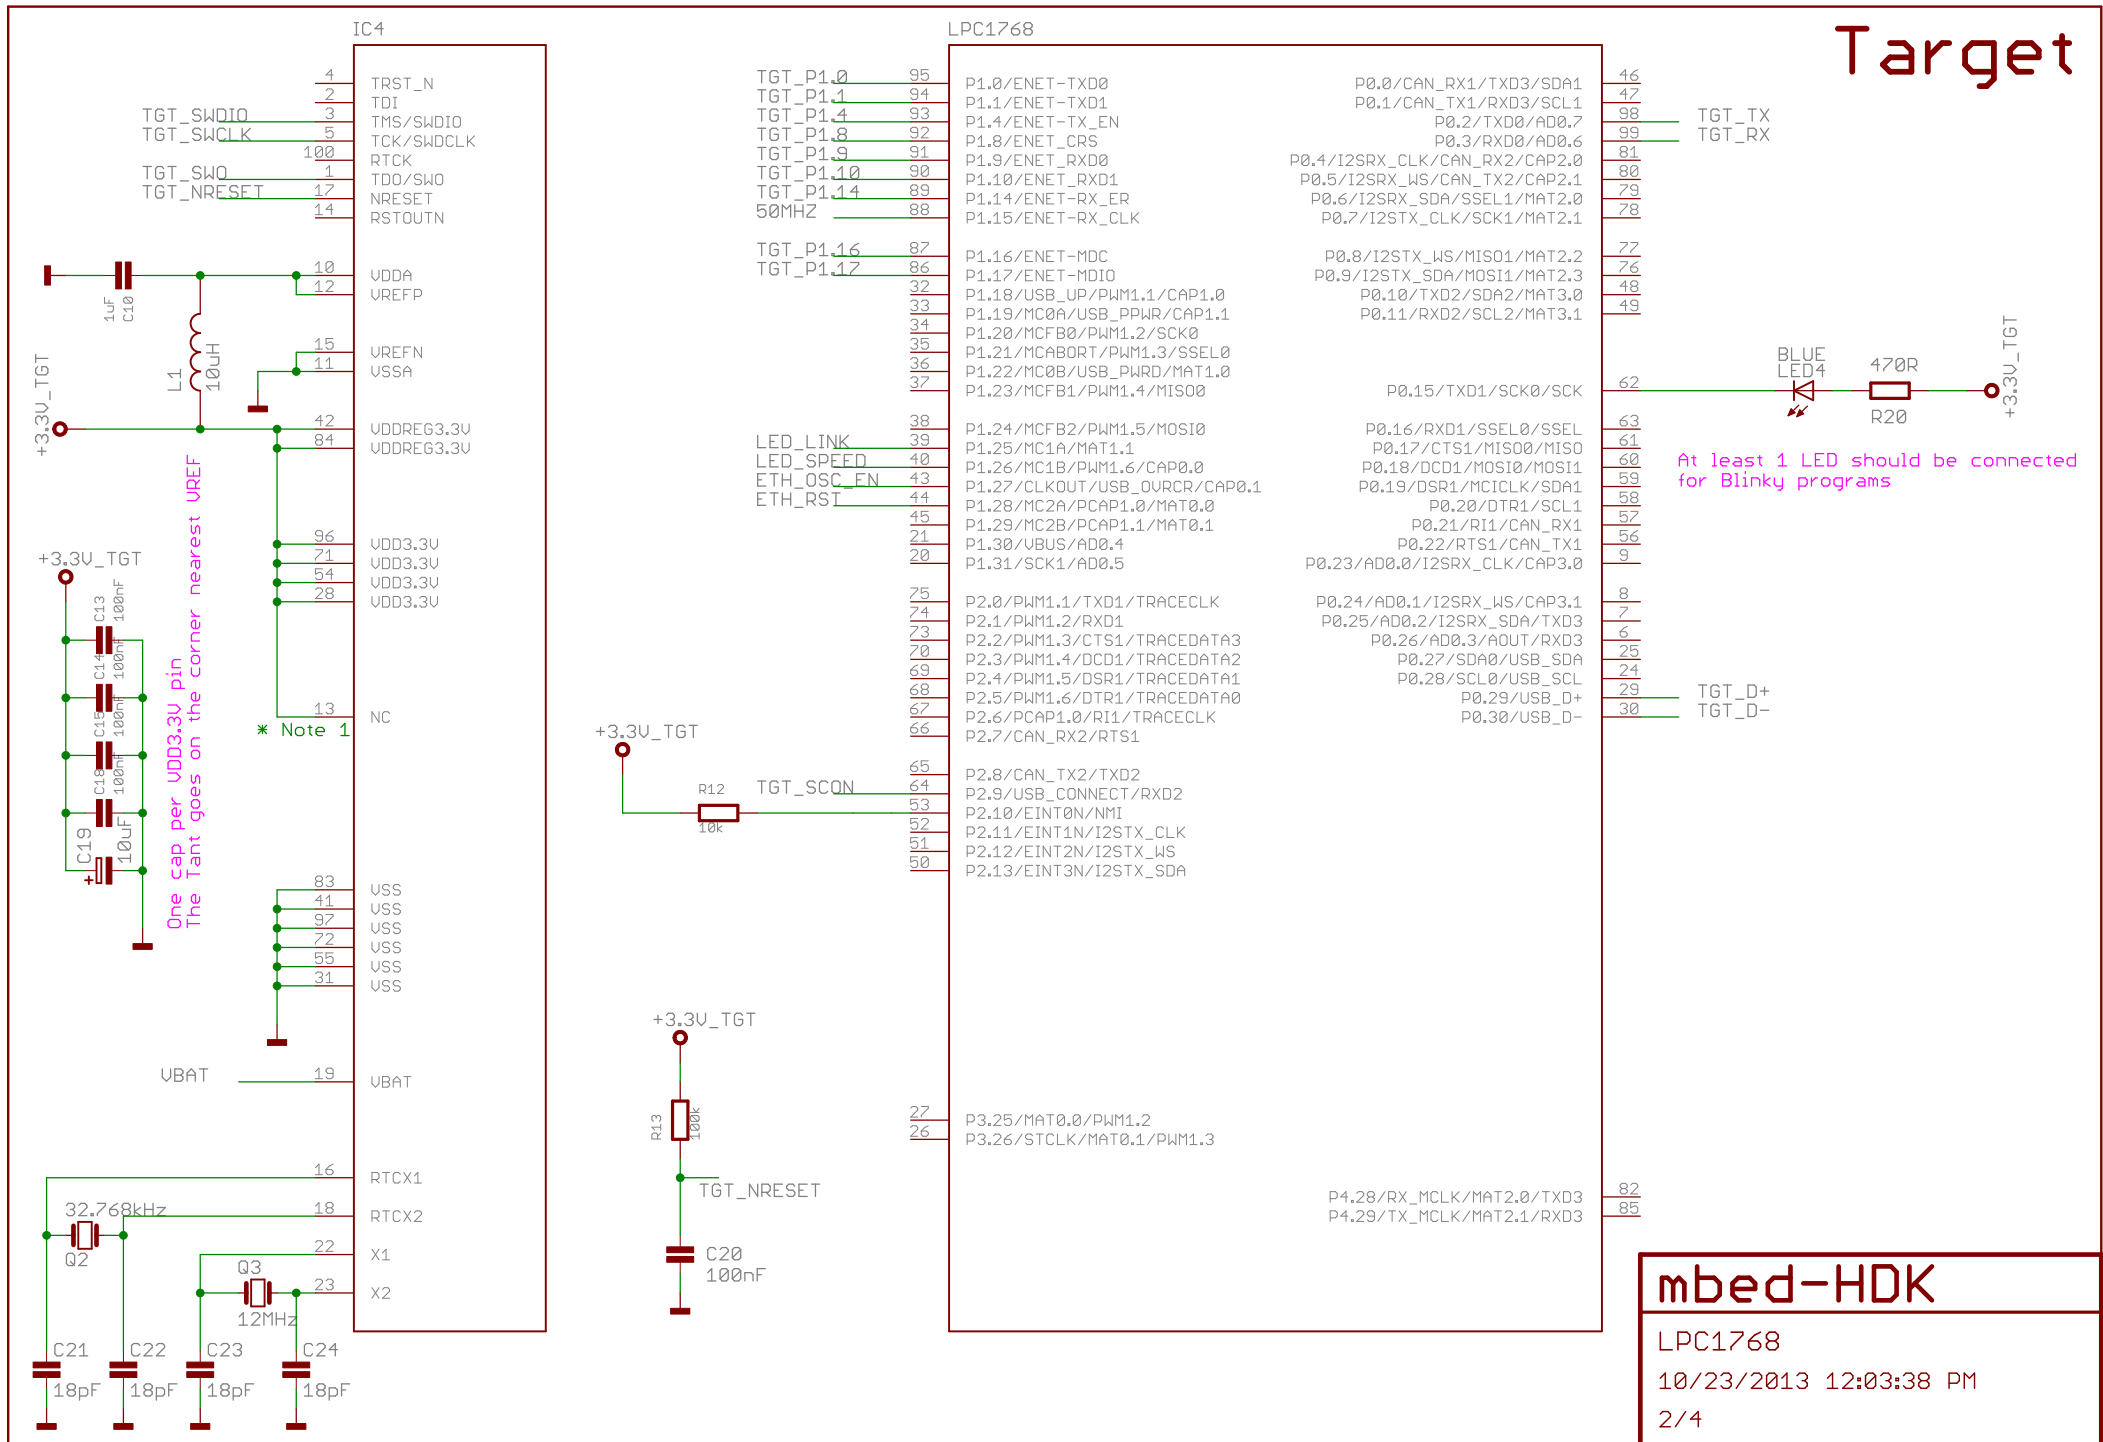 Target
IC4
4 TRST_N
2 TDI
TGT_SWDIO 3 TMS/SWDIO
TGT_SWCLK 5 TCK/SWDCLK
100 RTCK
TGT_SWO 1 TDO/SWO
TGT_NRESET 17 NRESET
14 RSTOUTN
10 VDDA
12 VREFP
1uF
C10
15 VREFN
11 VSSA
L1
10uH
+3.3V_TGT
42 VDDREG3.3V
84 VDDREG3.3V
96 VDD3.3V
71 VDD3.3V
54 VDD3.3V
28 VDD3.3V
+3.3V_TGT
C13
100nF
C14
100nF
C15
100nF
C18
100nF
C19
10uF
+
One cap per VDD3.3V pin
The Tant goes on the corner nearest VREF
13 NC
* Note 1
83 VSS
41 VSS
97 VSS
72 VSS
55 VSS
31 VSS
VBAT 19 VBAT
16 RTCX1
18 RTCX2
22 X1
23 X2
32.768kHz
Q2
Q3
12MHz
C21
18pF
C22
18pF
C23
18pF
C24
18pF
+3.3V_TGT
R12
10k
+3.3V_TGT
R13
100k
TGT_NRESET
C20
100nF
LPC1768
TGT_P1.0 95 P1.0/ENET-TXD0
TGT_P1.1 94 P1.1/ENET-TXD1
TGT_P1.4 93 P1.4/ENET-TX_EN
TGT_P1.8 92 P1.8/ENET_CRS
TGT_P1.9 91 P1.9/ENET_RXD0
TGT_P1.10 90 P1.10/ENET_RXD1
TGT_P1.14 89 P1.14/ENET-RX_ER
50MHZ 88 P1.15/ENET-RX_CLK
TGT_P1.16 87 P1.16/ENET-MDC
TGT_P1.17 86 P1.17/ENET-MDIO
32 P1.18/USB_UP/PWM1.1/CAP1.0
33 P1.19/MC0A/USB_PPWR/CAP1.1
34 P1.20/MCFB0/PWM1.2/SCK0
35 P1.21/MCABORT/PWM1.3/SSEL0
36 P1.22/MC0B/USB_PWRD/MAT1.0
37 P1.23/MCFB1/PWM1.4/MISO0
38 P1.24/MCFB2/PWM1.5/MOSI0
LED_LINK 39 P1.25/MC1A/MAT1.1
LED_SPEED 40 P1.26/MC1B/PWM1.6/CAP0.0
ETH_OSC_EN 43 P1.27/CLKOUT/USB_OVRCR/CAP0.1
ETH_RST 44 P1.28/MC2A/PCAP1.0/MAT0.0
45 P1.29/MC2B/PCAP1.1/MAT0.1
21 P1.30/VBUS/AD0.4
20 P1.31/SCK1/AD0.5
75 P2.0/PWM1.1/TXD1/TRACECLK
74 P2.1/PWM1.2/RXD1
73 P2.2/PWM1.3/CTS1/TRACEDATA3
70 P2.3/PWM1.4/DCD1/TRACEDATA2
69 P2.4/PWM1.5/DSR1/TRACEDATA1
68 P2.5/PWM1.6/DTR1/TRACEDATA0
67 P2.6/PCAP1.0/RI1/TRACECLK
66 P2.7/CAN_RX2/RTS1
65 P2.8/CAN_TX2/TXD2
TGT_SCON 64 P2.9/USB_CONNECT/RXD2
53 P2.10/EINT0N/NMI
52 P2.11/EINT1N/I2STX_CLK
51 P2.12/EINT2N/I2STX_WS
50 P2.13/EINT3N/I2STX_SDA
27 P3.25/MAT0.0/PWM1.2
26 P3.26/STCLK/MAT0.1/PWM1.3
P0.0/CAN_RX1/TXD3/SDA1 46
P0.1/CAN_TX1/RXD3/SCL1 47
P0.2/TXD0/AD0.7 98 TGT_TX
P0.3/RXD0/AD0.6 99 TGT_RX
P0.4/I2SRX_CLK/CAN_RX2/CAP2.0 81
P0.5/I2SRX_WS/CAN_TX2/CAP2.1 80
P0.6/I2SRX_SDA/SSEL1/MAT2.0 79
P0.7/I2STX_CLK/SCK1/MAT2.1 78
P0.8/I2STX_WS/MISO1/MAT2.2 77
P0.9/I2STX_SDA/MOSI1/MAT2.3 76
P0.10/TXD2/SDA2/MAT3.0 48
P0.11/RXD2/SCL2/MAT3.1 49
P0.15/TXD1/SCK0/SCK 62
BLUE
LED4
470R
R20
+3.3V_TGT
P0.16/RXD1/SSEL0/SSEL 63
P0.17/CTS1/MISO0/MISO 61
P0.18/DCD1/MOSI0/MOSI1 60
P0.19/DSR1/MCICLK/SDA1 59
P0.20/DTR1/SCL1 58
P0.21/RI1/CAN_RX1 57
P0.22/RTS1/CAN_TX1 56
P0.23/AD0.0/I2SRX_CLK/CAP3.0 9
At least 1 LED should be connected
for Blinky programs
P0.24/AD0.1/I2SRX_WS/CAP3.1 8
P0.25/AD0.2/I2SRX_SDA/TXD3 7
P0.26/AD0.3/AOUT/RXD3 6
P0.27/SDA0/USB_SDA 25
P0.28/SCL0/USB_SCL 24
P0.29/USB_D+ 29 TGT_D+
P0.30/USB_D- 30 TGT_D-
P4.28/RX_MCLK/MAT2.0/TXD3 82
P4.29/TX_MCLK/MAT2.1/RXD3 85
mbed-HDK
LPC1768
10/23/2013 12:03:38 PM
2/4